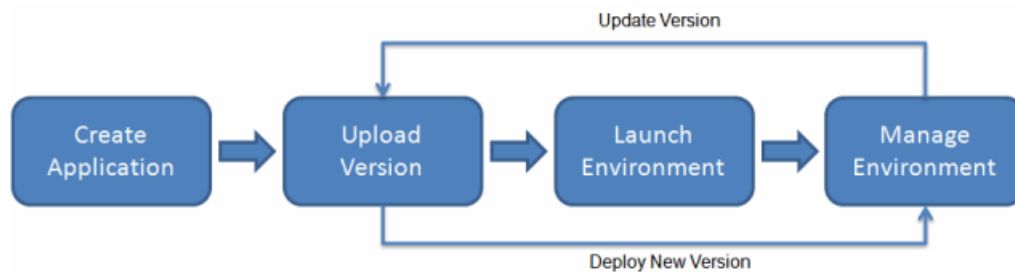 Update Version
Create
Application
Upload
Version
Launch
Environment
Manage
Environment
Deploy New Version